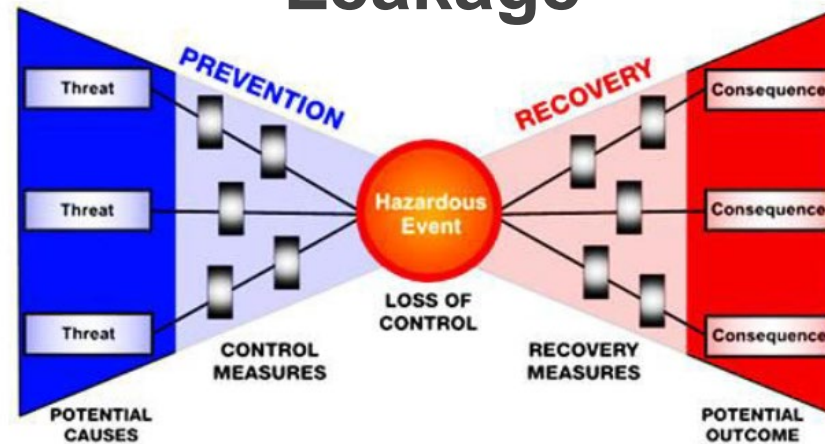 Leakage
PREVENTION
RECOVERY
Threat
Consequence
Threat
Hazardous
Event
Consequence
Threat
Consequence
LOSS OF
CONTROL
CONTROL
MEASURES
RECOVERY
MEASURES
POTENTIAL
CAUSES
POTENTIAL
OUTCOME